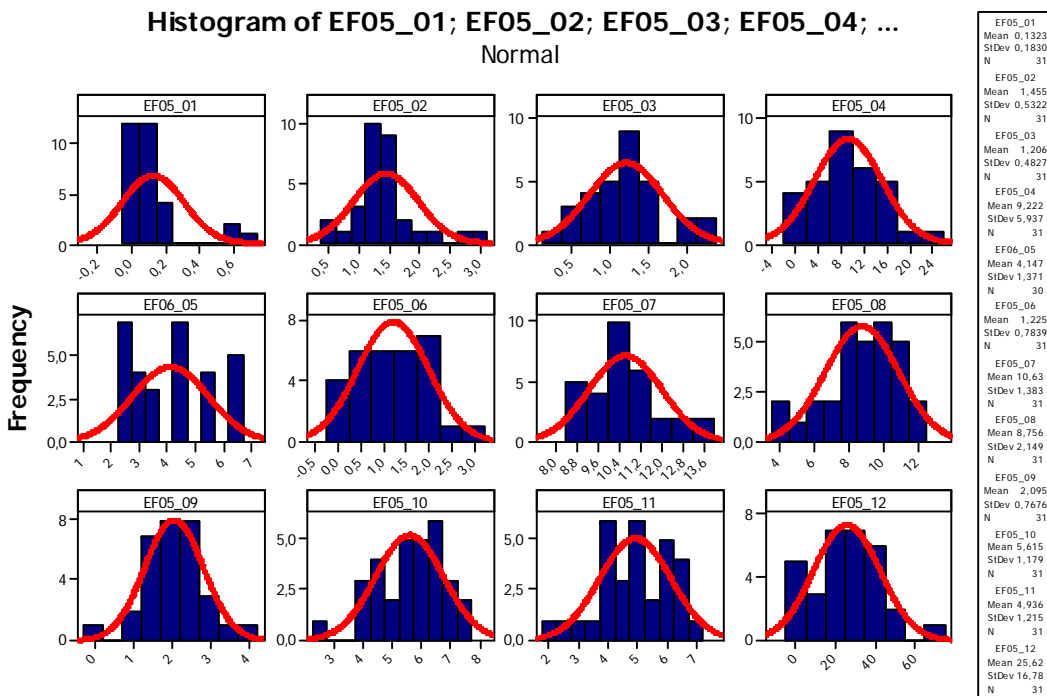 Histogram of EF05_01; EF05_02; EF05_03; EF05_04; ...
Normal
Frequency
EF05_01
10
5
0
-0,2
0,0
0,2
0,4
0,6
EF05_02
10
5
0
0,5
1,0
1,5
2,0
2,5
3,0
EF05_03
10
5
0
0,5
1,0
1,5
2,0
EF05_04
10
5
0
-4
0
4
8
12
16
20
24
EF06_05
5,0
2,5
0,0
1
2
3
4
5
6
7
EF05_06
8
4
0
-0,5
0,0
0,5
1,0
1,5
2,0
2,5
3,0
EF05_07
10
5
0
8,0
8,8
9,6
10,4
11,2
12,0
12,8
13,6
EF05_08
5,0
2,5
0,0
4
6
8
10
12
EF05_09
8
4
0
0
1
2
3
4
EF05_10
5,0
2,5
0,0
3
4
5
6
7
8
EF05_11
5,0
2,5
0,0
2
3
4
5
6
7
EF05_12
8
4
0
0
20
40
60
EF05_01
Mean 0,1323
StDev 0,1830
N 31
EF05_02
Mean 1,455
StDev 0,5322
N 31
EF05_03
Mean 1,206
StDev 0,4827
N 31
EF05_04
Mean 9,222
StDev 5,937
N 31
EF06_05
Mean 4,147
StDev 1,371
N 30
EF05_06
Mean 1,225
StDev 0,7839
N 31
EF05_07
Mean 10,63
StDev 1,383
N 31
EF05_08
Mean 8,756
StDev 2,149
N 31
EF05_09
Mean 2,095
StDev 0,7676
N 31
EF05_10
Mean 5,615
StDev 1,179
N 31
EF05_11
Mean 4,936
StDev 1,215
N 31
EF05_12
Mean 25,62
StDev 16,78
N 31